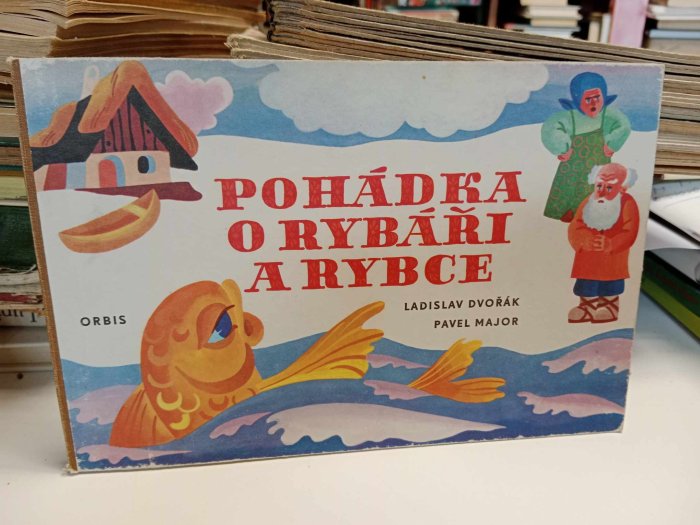 POHÁDKA
O RYBÁŘI
A RYBCE
LADISLAV DVOŘÁK
PAVEL MAJOR
ORBIS